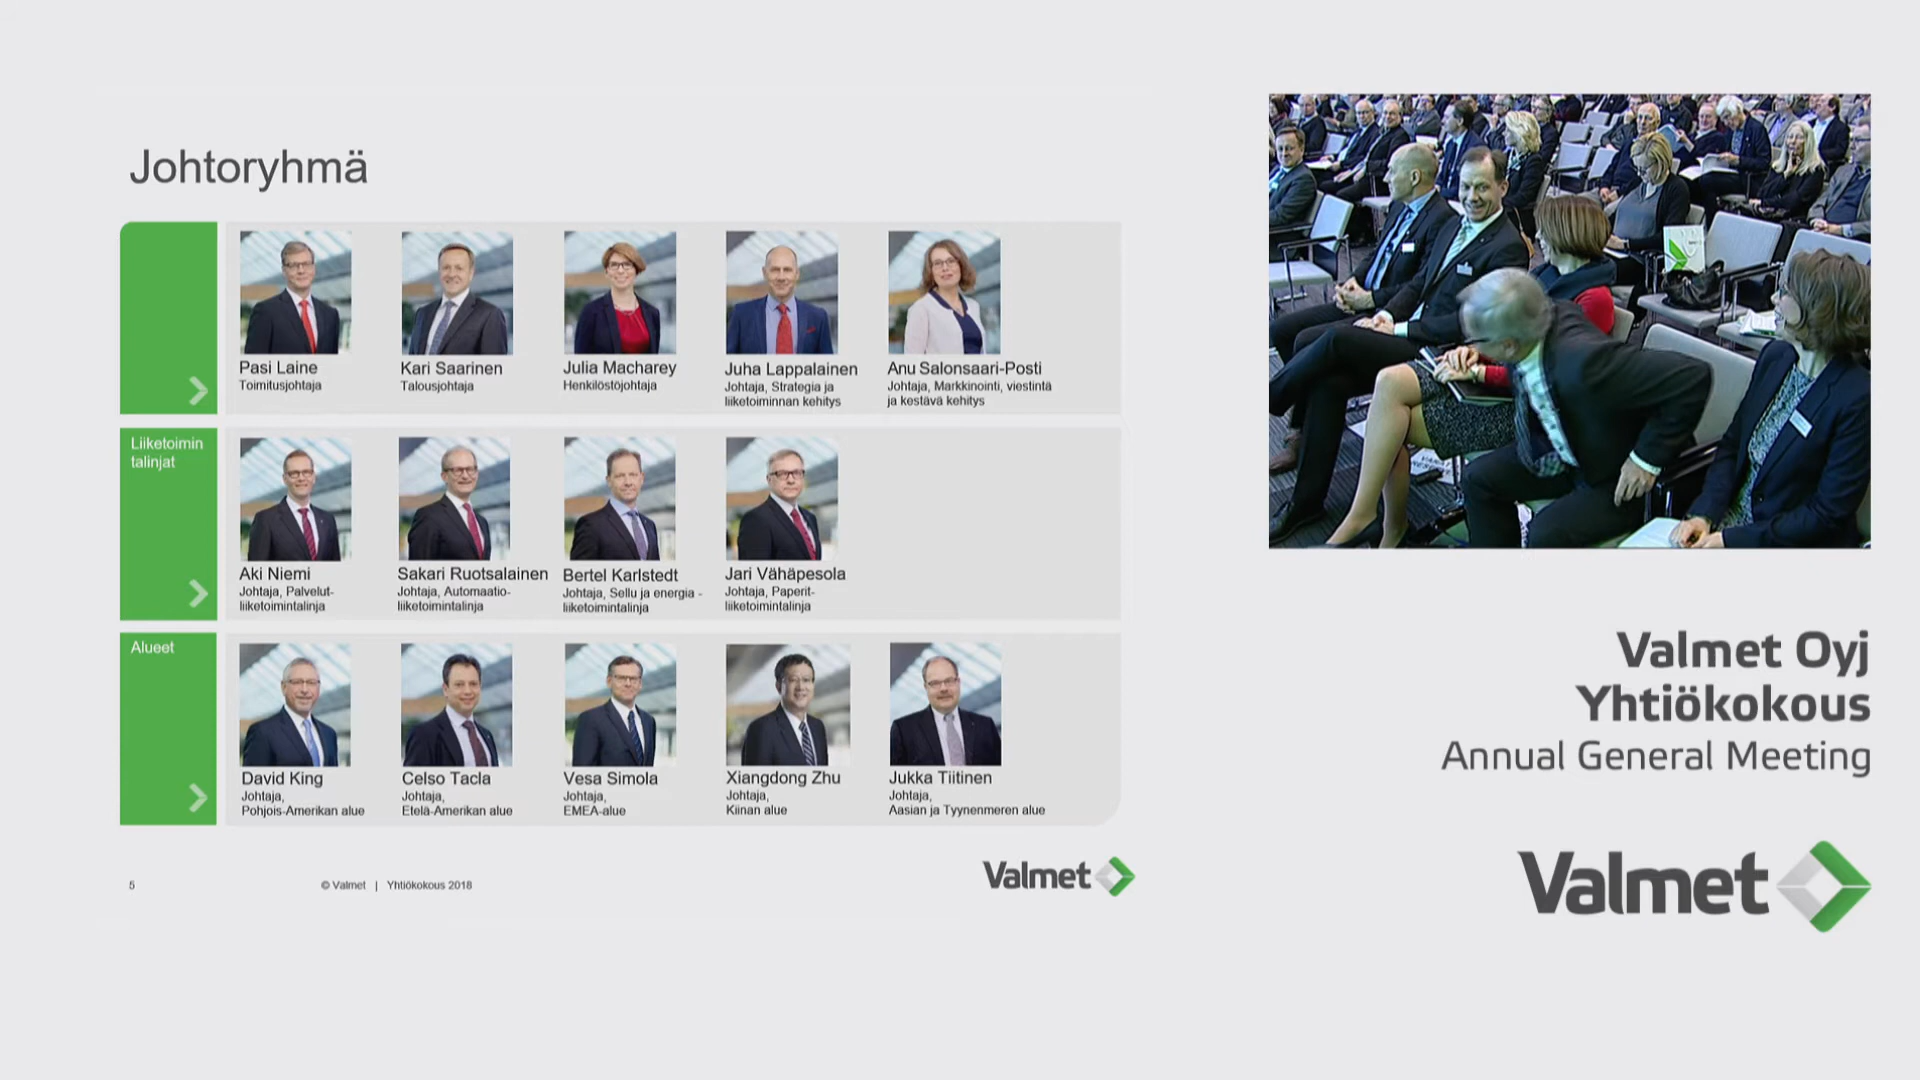 Johtoryhmä
Pasi Laine
Toimitusjohtaja
Kari Saarinen
Talousjohtaja
Julia Macharey
Henkilöstöjohtaja
Juha Lappalainen
Johtaja, Strategia ja
liiketoiminnan kehitys
Anu Salonsaari-Posti
Johtaja, Markkinointi, viestintä
ja kestävä kehitys
Liiketoimin
talinjat
Aki Niemi
Johtaja, Palvelut-
liiketoimintalinja
Sakari Ruotsalainen
Johtaja, Automaatio-
liiketoimintalinja
Bertel Karlstedt
Johtaja, Sellu ja energia -
liiketoimintalinja
Jari Vähäpesola
Johtaja, Paperit-
liiketoimintalinja
Alueet
David King
Johtaja,
Pohjois-Amerikan alue
Celso Tacla
Johtaja,
Etelä-Amerikan alue
Vesa Simola
Johtaja,
EMEA-alue
Xiangdong Zhu
Johtaja,
Kiinan alue
Jukka Tiitinen
Johtaja,
Aasian ja Tyynenmeren alue
5
© Valmet | Yhtiökokous 2018
Valmet
Valmet Oyj
Yhtiökokous
Annual General Meeting
Valmet